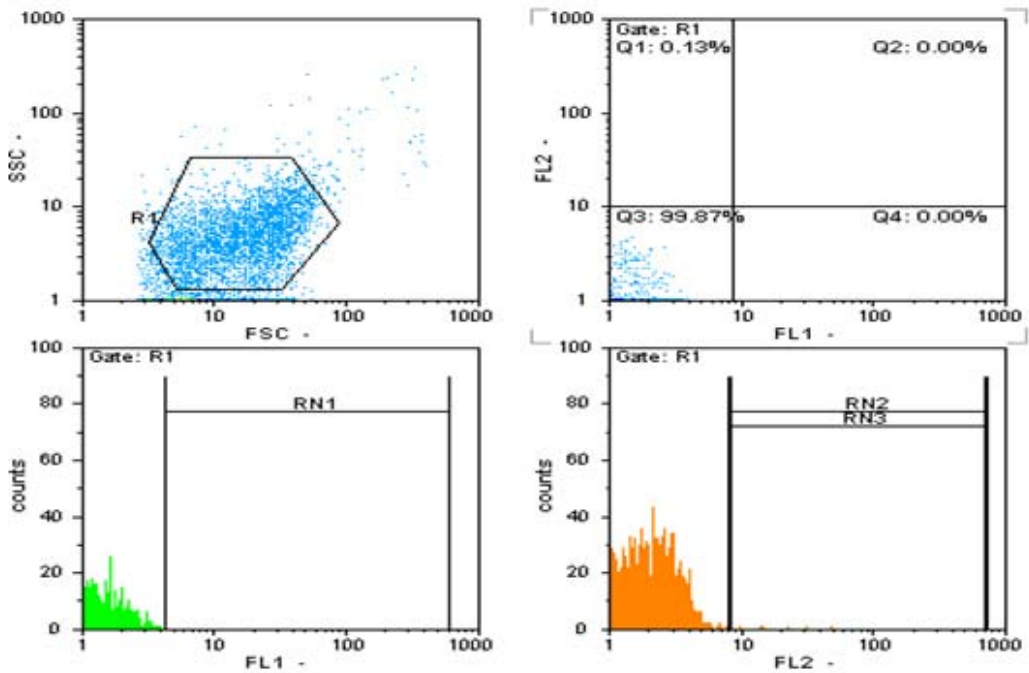 1000
100
10
1
SSC -
R1
1 10 100 1000
FSC -
1000
100
10
1
FL2 -
Gate: R1
Q1: 0.13% Q2: 0.00%
Q3: 99.87% Q4: 0.00%
1 10 100 1000
FL1 -
100
80
60
40
20
0
counts
Gate: R1
RN1
1 10 100 1000
FL1 -
100
80
60
40
20
0
counts
Gate: R1
RN2
RN3
1 10 100 1000
FL2 -